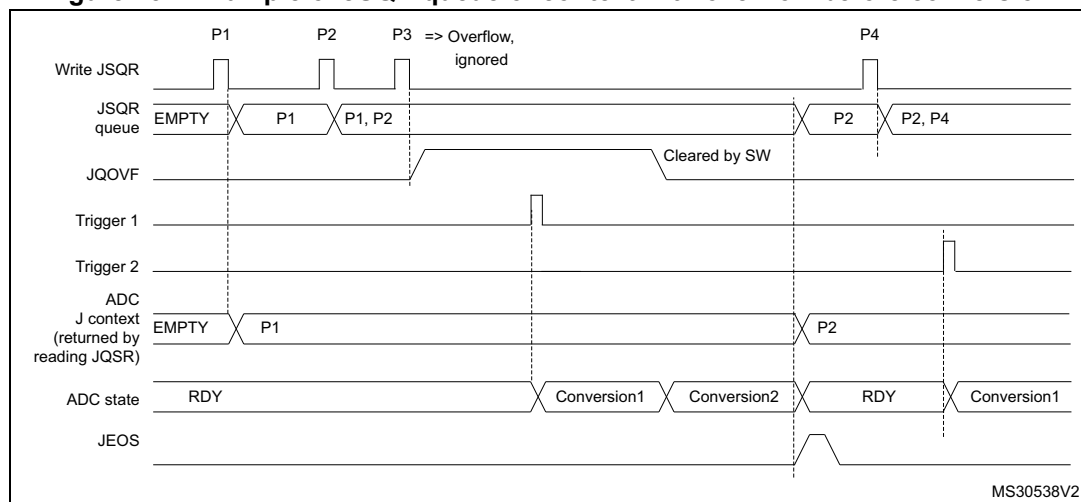 P1 P2 P3 => Overflow, P4
ignored
Write JSQR
JSQR
queue
EMPTY P1 P1, P2 P2 P2, P4
JQOVF
Cleared by SW
Trigger 1
Trigger 2
ADC
J context
(returned by
reading JQSR)
EMPTY P1 P2
ADC state RDY Conversion1 Conversion2 RDY Conversion1
JEOS
MS30538V2